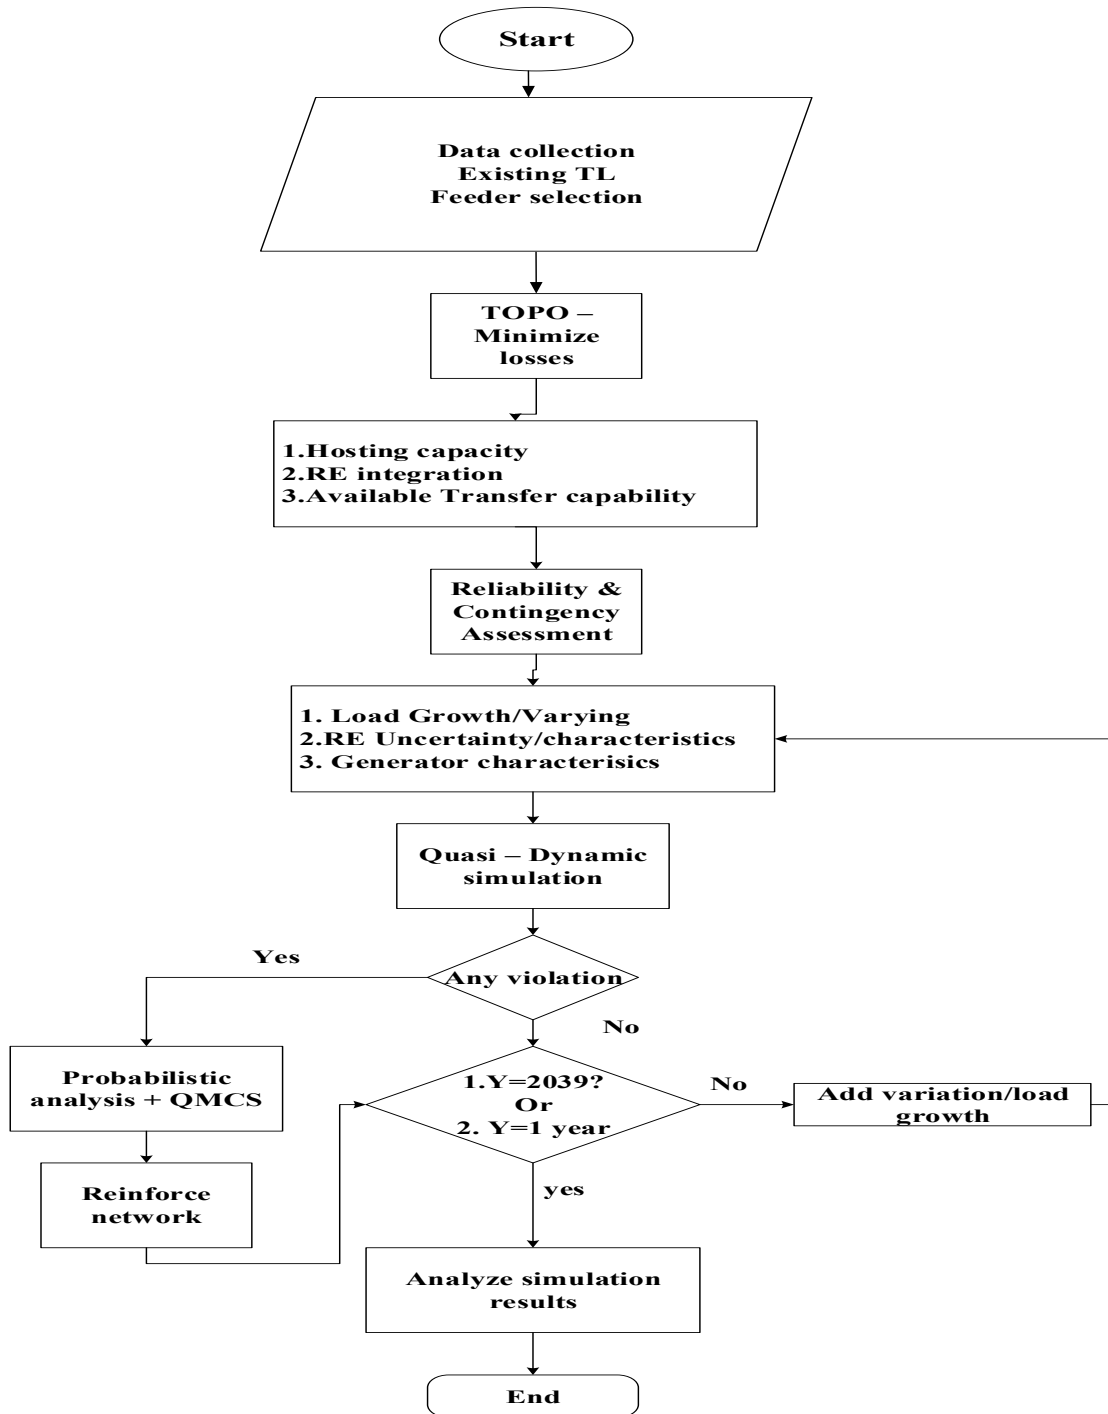 Start
Data collection
Existing TL
Feeder selection
TOPO –
Minimize
losses
1.Hosting capacity
2.RE integration
3.Available Transfer capability
Reliability &
Contingency
Assessment
1. Load Growth/Varying
2.RE Uncertainty/characteristics
3. Generator characterisics
Quasi – Dynamic
simulation
Yes
Any violation
No
Probabilistic
analysis + QMCS
1.Y=2039?
Or
2. Y=1 year
No
Add variation/load
growth
Reinforce
network
yes
Analyze simulation
results
End